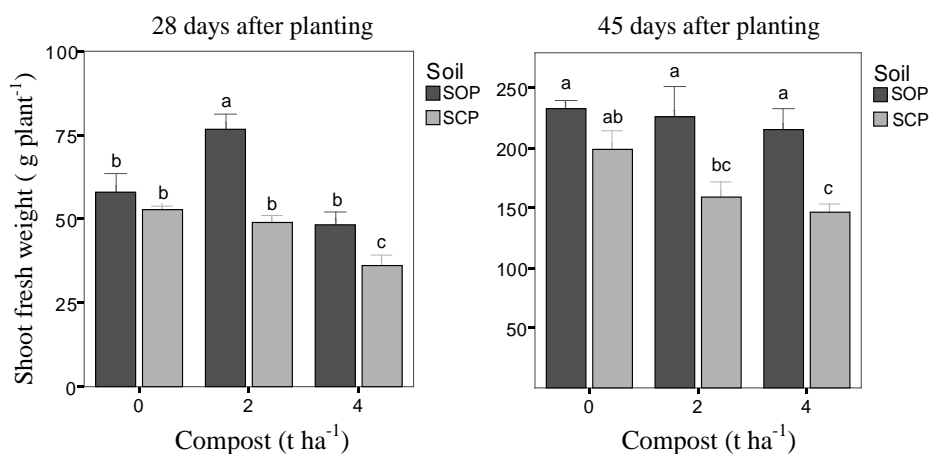 28 days after planting
45 days after planting
Shoot fresh weight ( g plant-1)
100
75
50
25
0
b
b
a
b
b
c
0
2
4
Compost (t ha-1)
Soil
SOP
SCP
250
200
150
100
50
a
ab
a
bc
a
c
0
2
4
Compost (t ha-1)
Soil
SOP
SCP